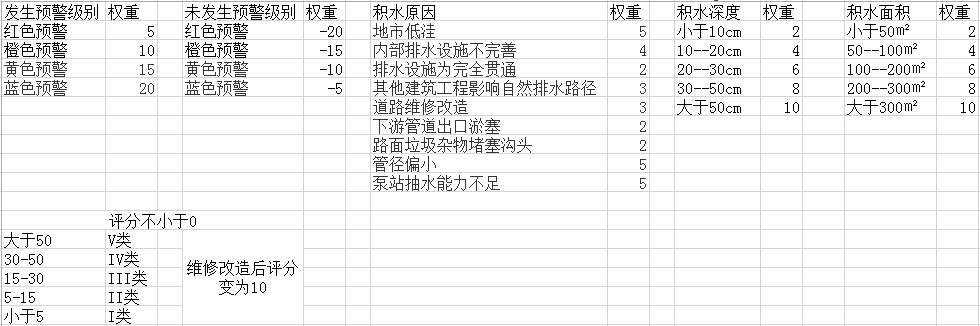 发生预警级别 权重 未发生预警级别 权重 积水原因 权重 积水深度 权重 积水面积 权重
红色预警 5 红色预警 -20 地市低洼 5 小于10cm 2 小于50㎡ 2
橙色预警 10 橙色预警 -15 内部排水设施不完善 4 10--20cm 4 50--100㎡ 4
黄色预警 15 黄色预警 -10 排水设施为完全贯通 2 20--30cm 6 100--200㎡ 6
蓝色预警 20 蓝色预警 -5 其他建筑工程影响自然排水路径 3 30--50cm 8 200--300㎡ 8
道路维修改造 3 大于50cm 10 大于300㎡ 10
下游管道出口淤塞 2
路面垃圾杂物堵塞沟头 2
管径偏小 5
泵站抽水能力不足 5
评分不小于0
大于50 V类
30-50 IV类
15-30 III类
5-15 II类
小于5 I类
维修改造后评分
变为10